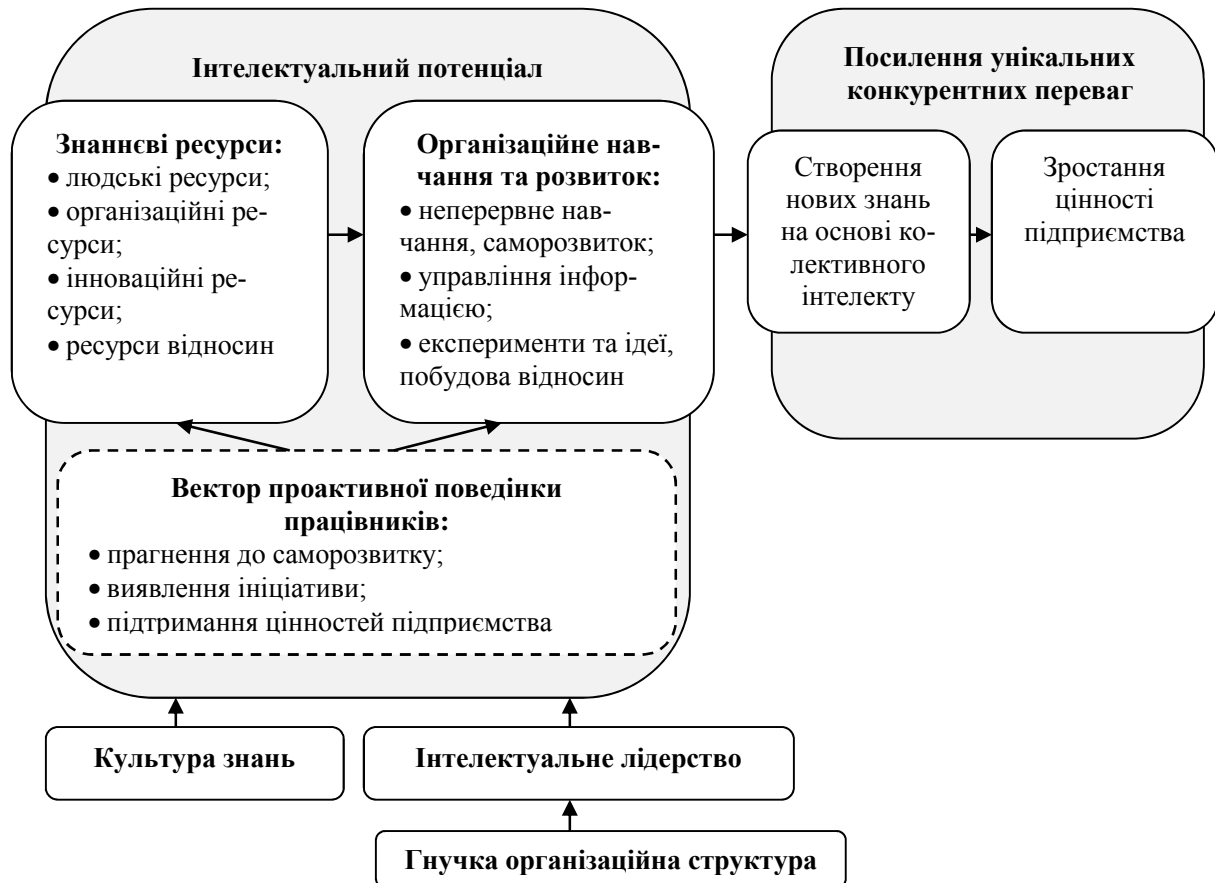 Інтелектуальний потенціал
Посилення унікальних
конкурентних переваг
Знаннєві ресурси:
• людські ресурси;
• організаційні ре-
сурси;
• інноваційні ре-
сурси;
• ресурси відносин
Організаційне нав-
чання та розвиток:
• неперервне нав-
чання, саморозвиток;
• управління інфор-
мацією;
• експерименти та ідеї,
побудова відносин
Створення
нових знань
на основі ко-
лективного
інтелекту
Зростання
цінності
підприємства
Вектор проактивної поведінки
працівників:
• прагнення до саморозвитку;
• виявлення ініціативи;
• підтримання цінностей підприємства
Культура знань
Інтелектуальне лідерство
Гнучка організаційна структура